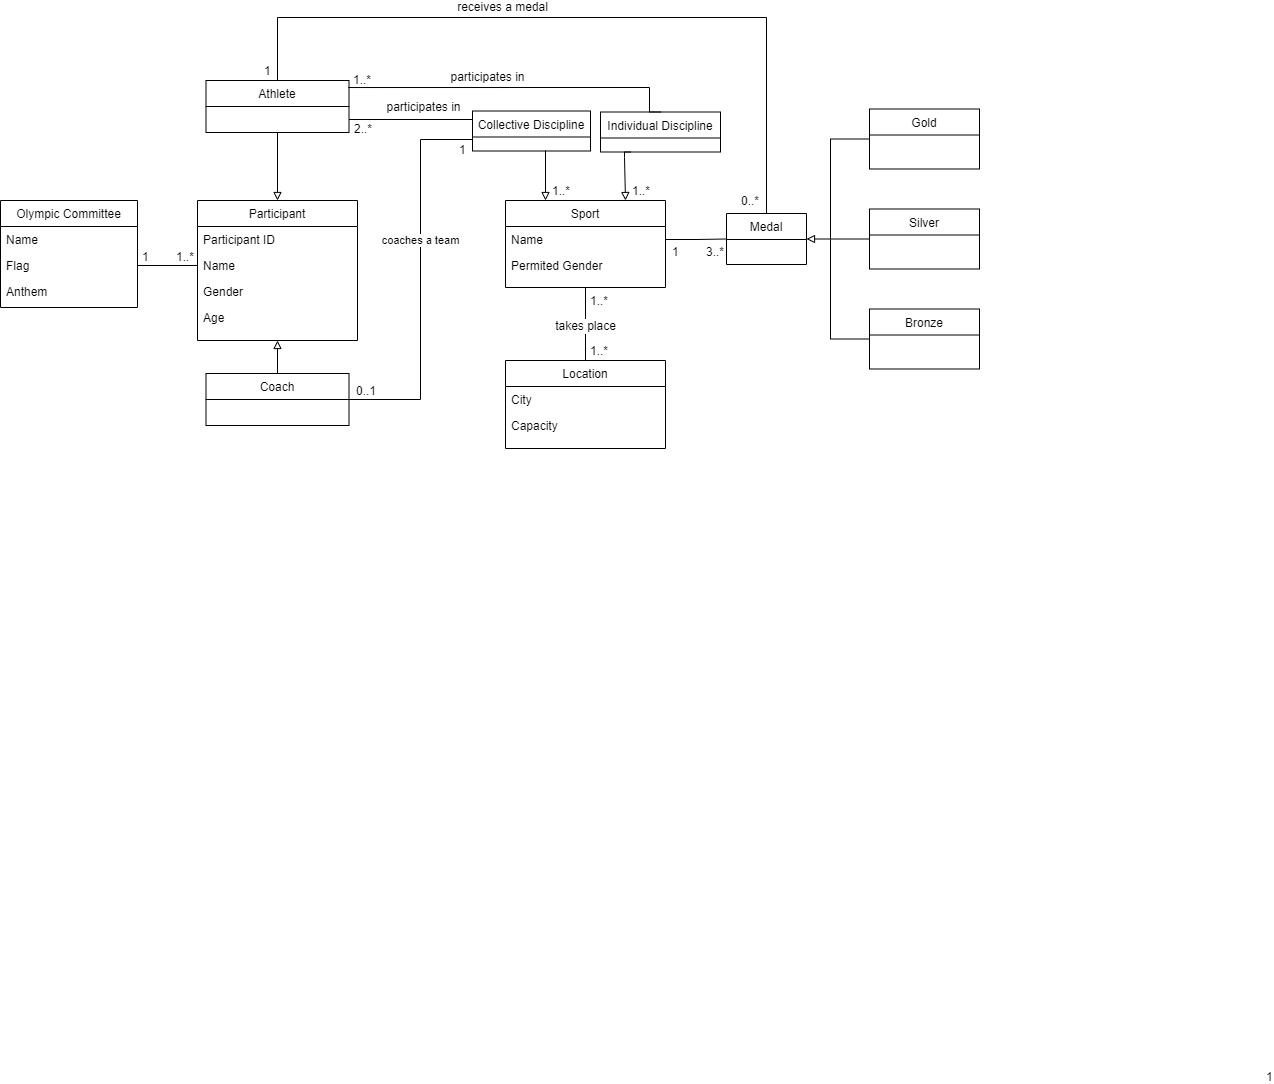 receives a medal
1
1..*
participates in
Athlete
participates in
2..*
Collective Discipline
Individual Discipline
1
Gold
1..*
1..*
0..*
Olympic Committee
Name
Flag
Anthem
1
1..*
Participant
Participant ID
Name
Gender
Age
coaches a team
Sport
Name
Permited Gender
1
3..*
Medal
Silver
1..*
takes place
1..*
Bronze
Coach
0..1
Location
City
Capacity
1